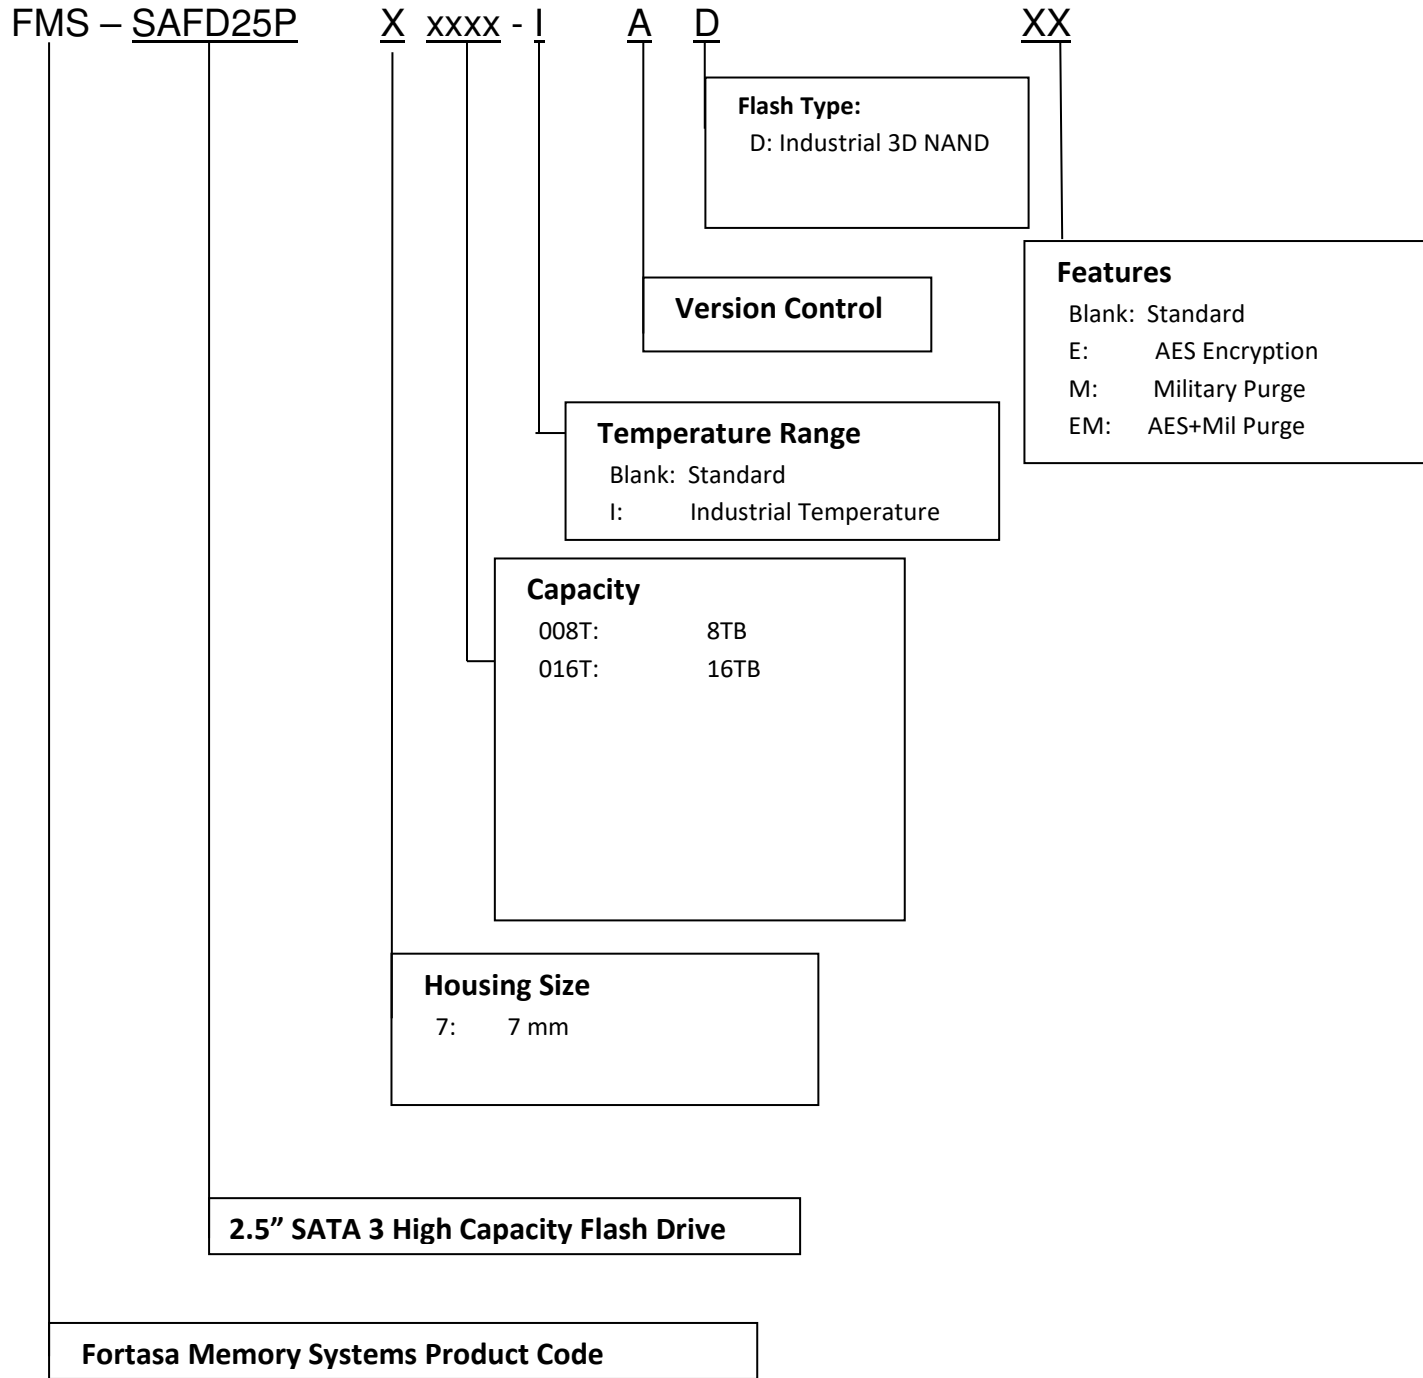 FMS – SAFD25P X xxxx - I A D XX
Flash Type:
D: Industrial 3D NAND
Features
Blank: Standard
E: AES Encryption
M: Military Purge
EM: AES+Mil Purge
Version Control
Temperature Range
Blank: Standard
I: Industrial Temperature
Capacity
008T: 8TB
016T: 16TB
Housing Size
7: 7 mm
2.5” SATA 3 High Capacity Flash Drive
Fortasa Memory Systems Product Code